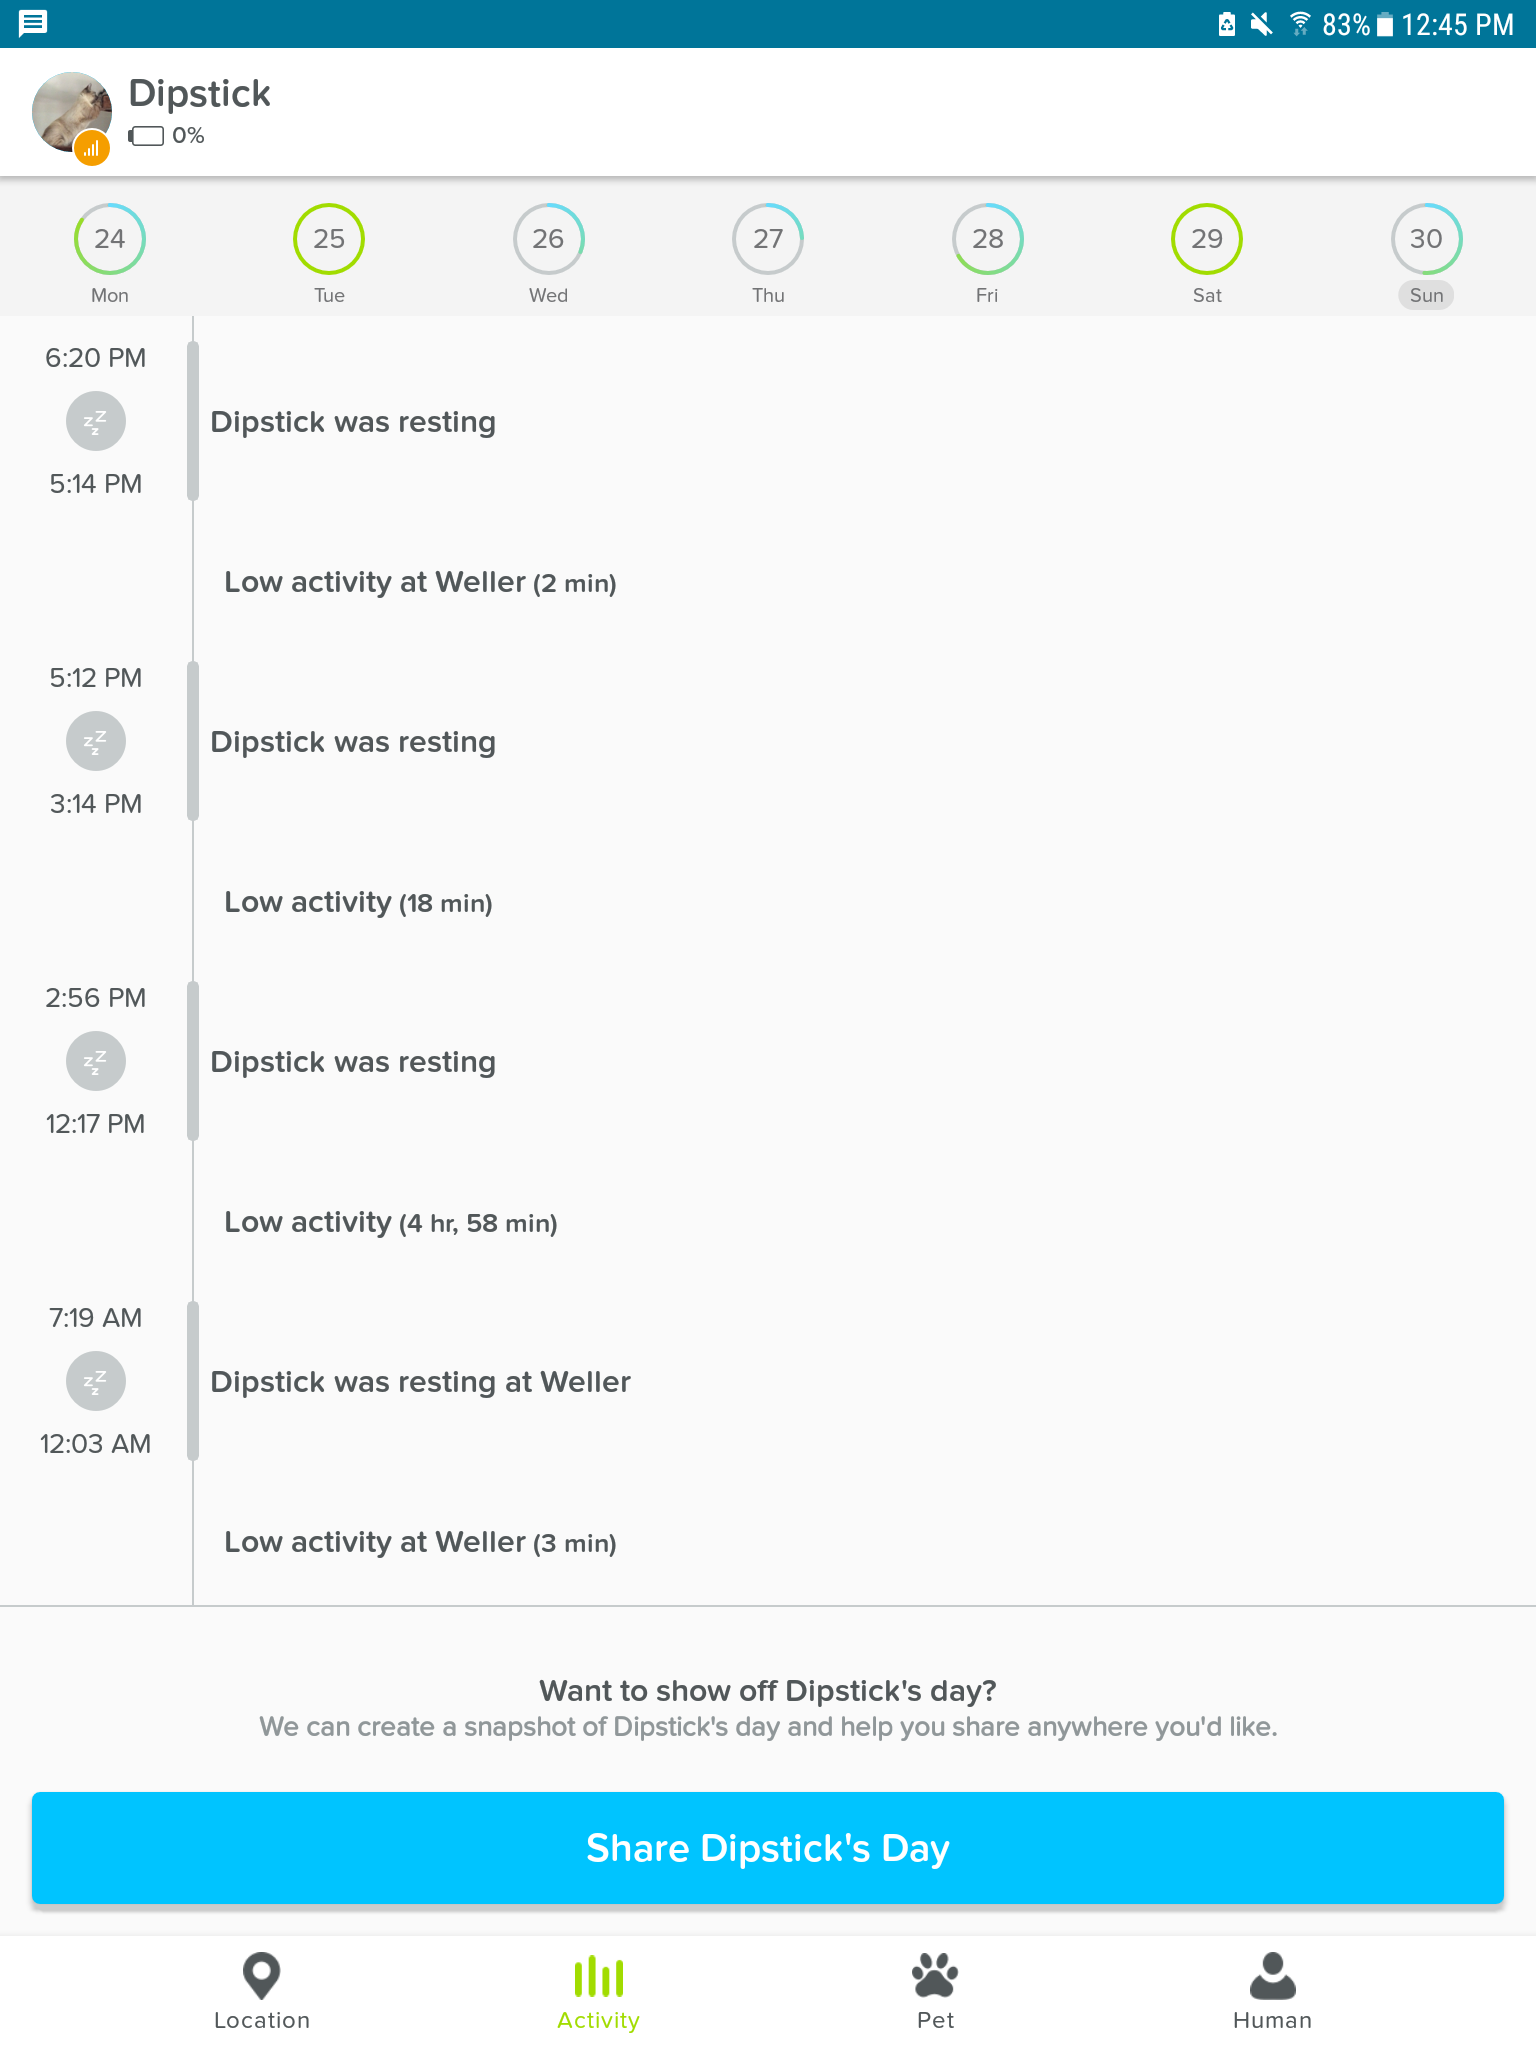 83% 12:45 PM
Dipstick
0%
24 25 26 27 28 29 30
Mon Tue Wed Thu Fri Sat Sun
6:20 PM
zzz
Dipstick was resting
5:14 PM
Low activity at Weller (2 min)
5:12 PM
zzz
Dipstick was resting
3:14 PM
Low activity (18 min)
2:56 PM
zzz
Dipstick was resting
12:17 PM
Low activity (4 hr, 58 min)
7:19 AM
zzz
Dipstick was resting at Weller
12:03 AM
Low activity at Weller (3 min)
Want to show off Dipstick's day?
We can create a snapshot of Dipstick's day and help you share anywhere you'd like.
Share Dipstick's Day
Location Activity Pet Human